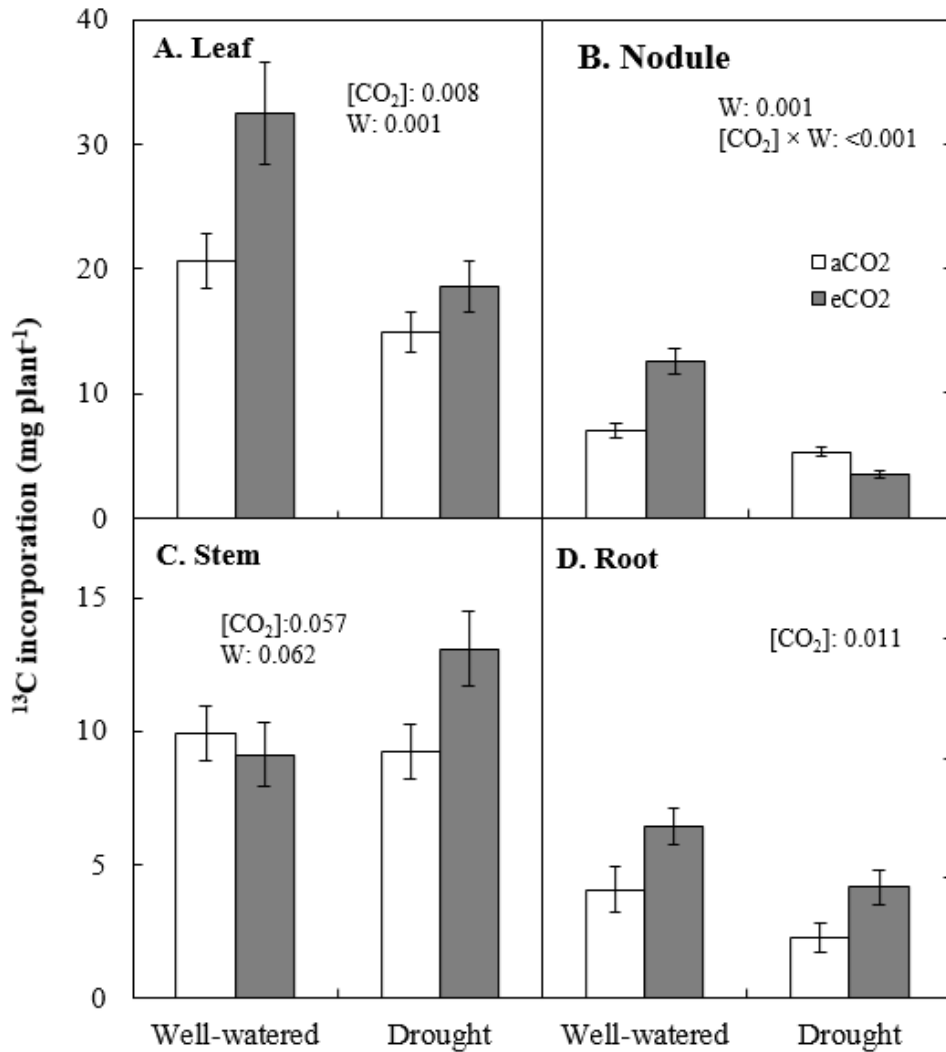 ¹³C incorporation (mg plant⁻¹)
40
30
20
10
0
A. Leaf
[CO₂]: 0.008
W: 0.001
B. Nodule
W: 0.001
[CO₂] × W: <0.001
aCO2
eCO2
15
10
5
0
C. Stem
[CO₂]:0.057
W: 0.062
D. Root
[CO₂]: 0.011
Well-watered Drought Well-watered Drought